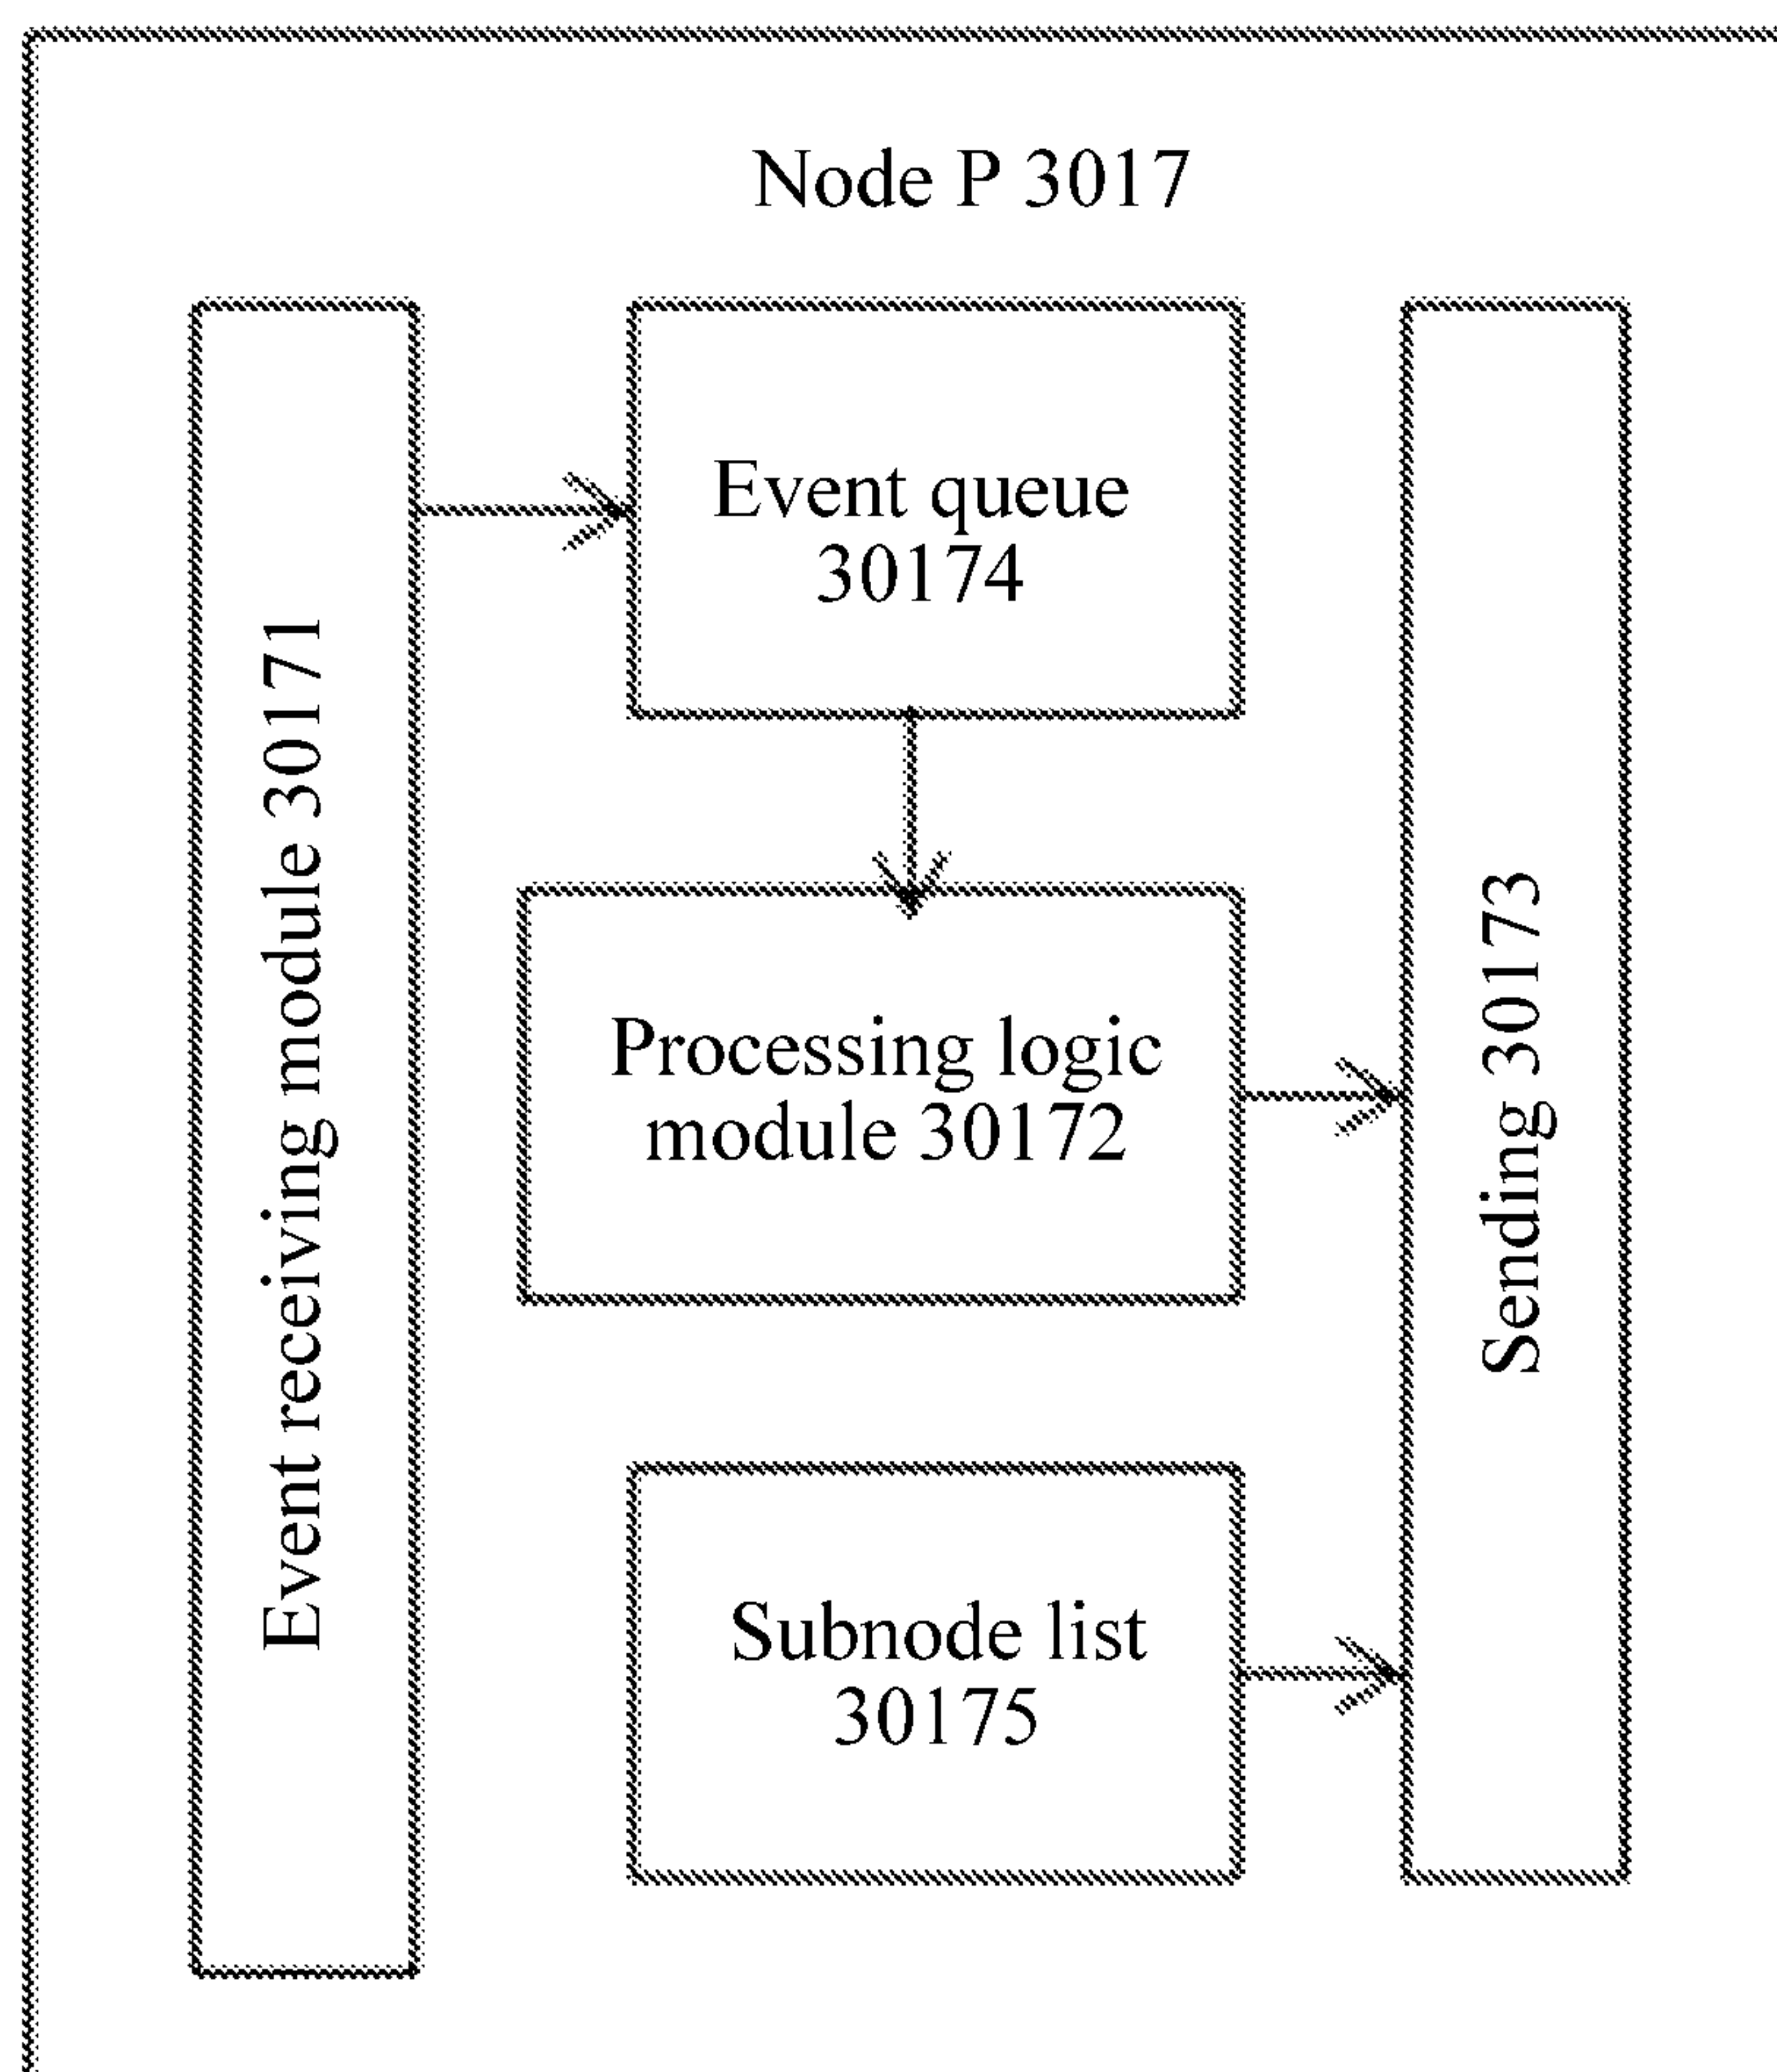 Node P 3017
Event receiving module 30171
Event queue
30174
Processing logic
module 30172
Subnode list
30175
Sending 30173